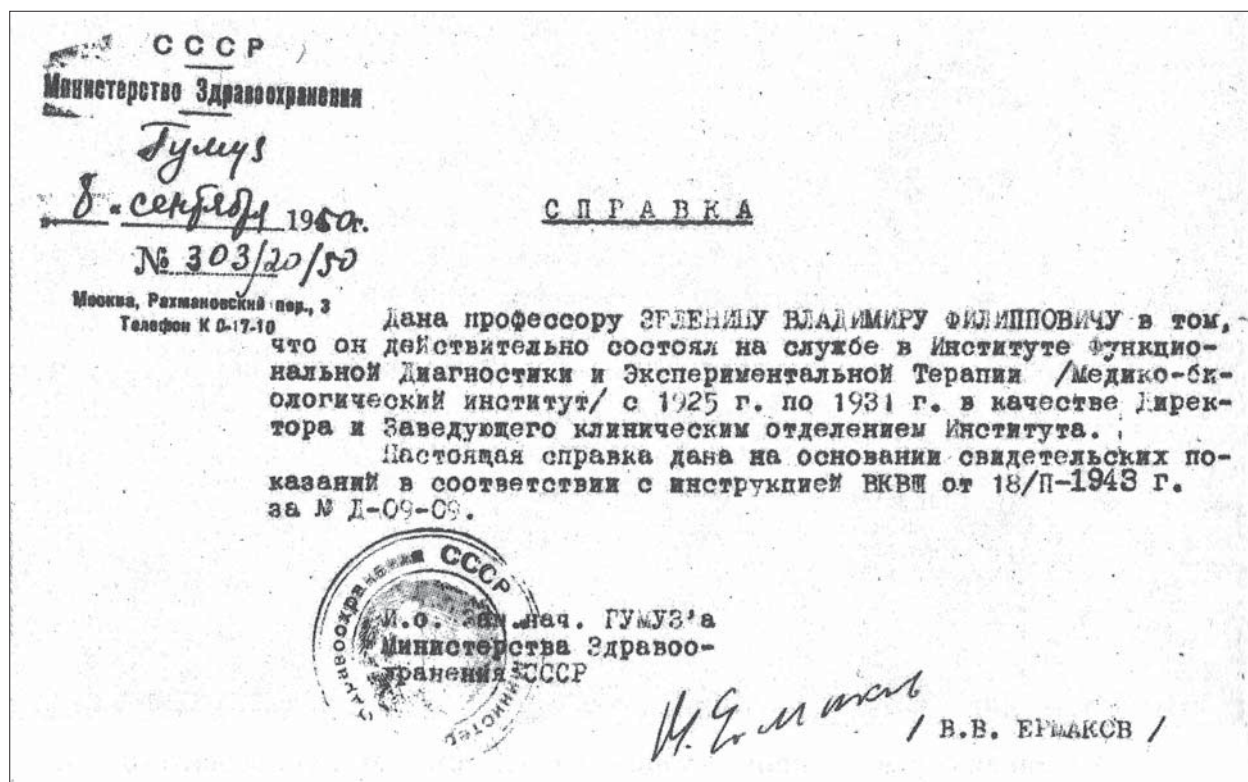 СССР
Министерство Здравоохранения
Гумуз
"8" сентября 1950г.
№ 303/20/50
Москва, Рахмановский пер., 3
Телефон К 0-17-10
СПРАВКА
Дана профессору ЗЕЛЕНИНУ ВЛАДИМИРУ ФИЛИППОВИЧУ в том,
что он действительно состоял на службе в Институте Функцио-
нальной Диагностики и Экспериментальной Терапии /Медико-би-
ологический институт/ с 1925 г. по 1931 г. в качестве Дирек-
тора и Заведующего клиническим отделением Института.
Настоящая справка дана на основании свидетельских по-
казаний в соответствии с инструкцией ВКВШ от 18/П-1943 г.
за № Д-09-09.
Здравоохранения СССР
Министер
И.о. Зам.нач. ГУМУЗ'а
Министерства Здравоо-
хранения СССР
/ В.В. ЕРМАКОВ /